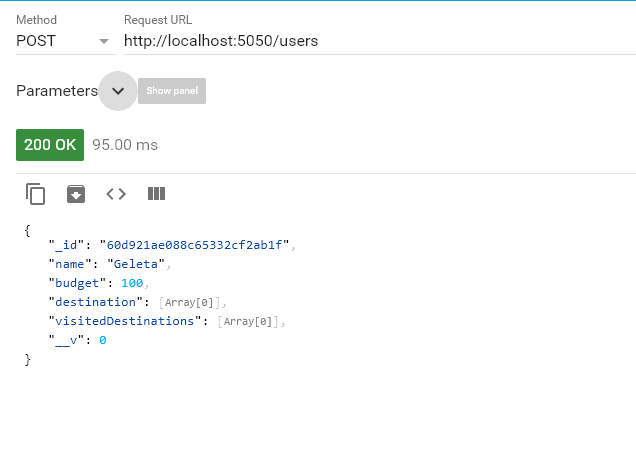 Method Request URL
POST http://localhost:5050/users
Parameters Show panel
200 OK 95.00 ms
{
"_id": "60d921ae088c65332cf2ab1f",
"name": "Geleta",
"budget": 100,
"destination": [Array[0]],
"visitedDestinations": [Array[0]],
"__v": 0
}